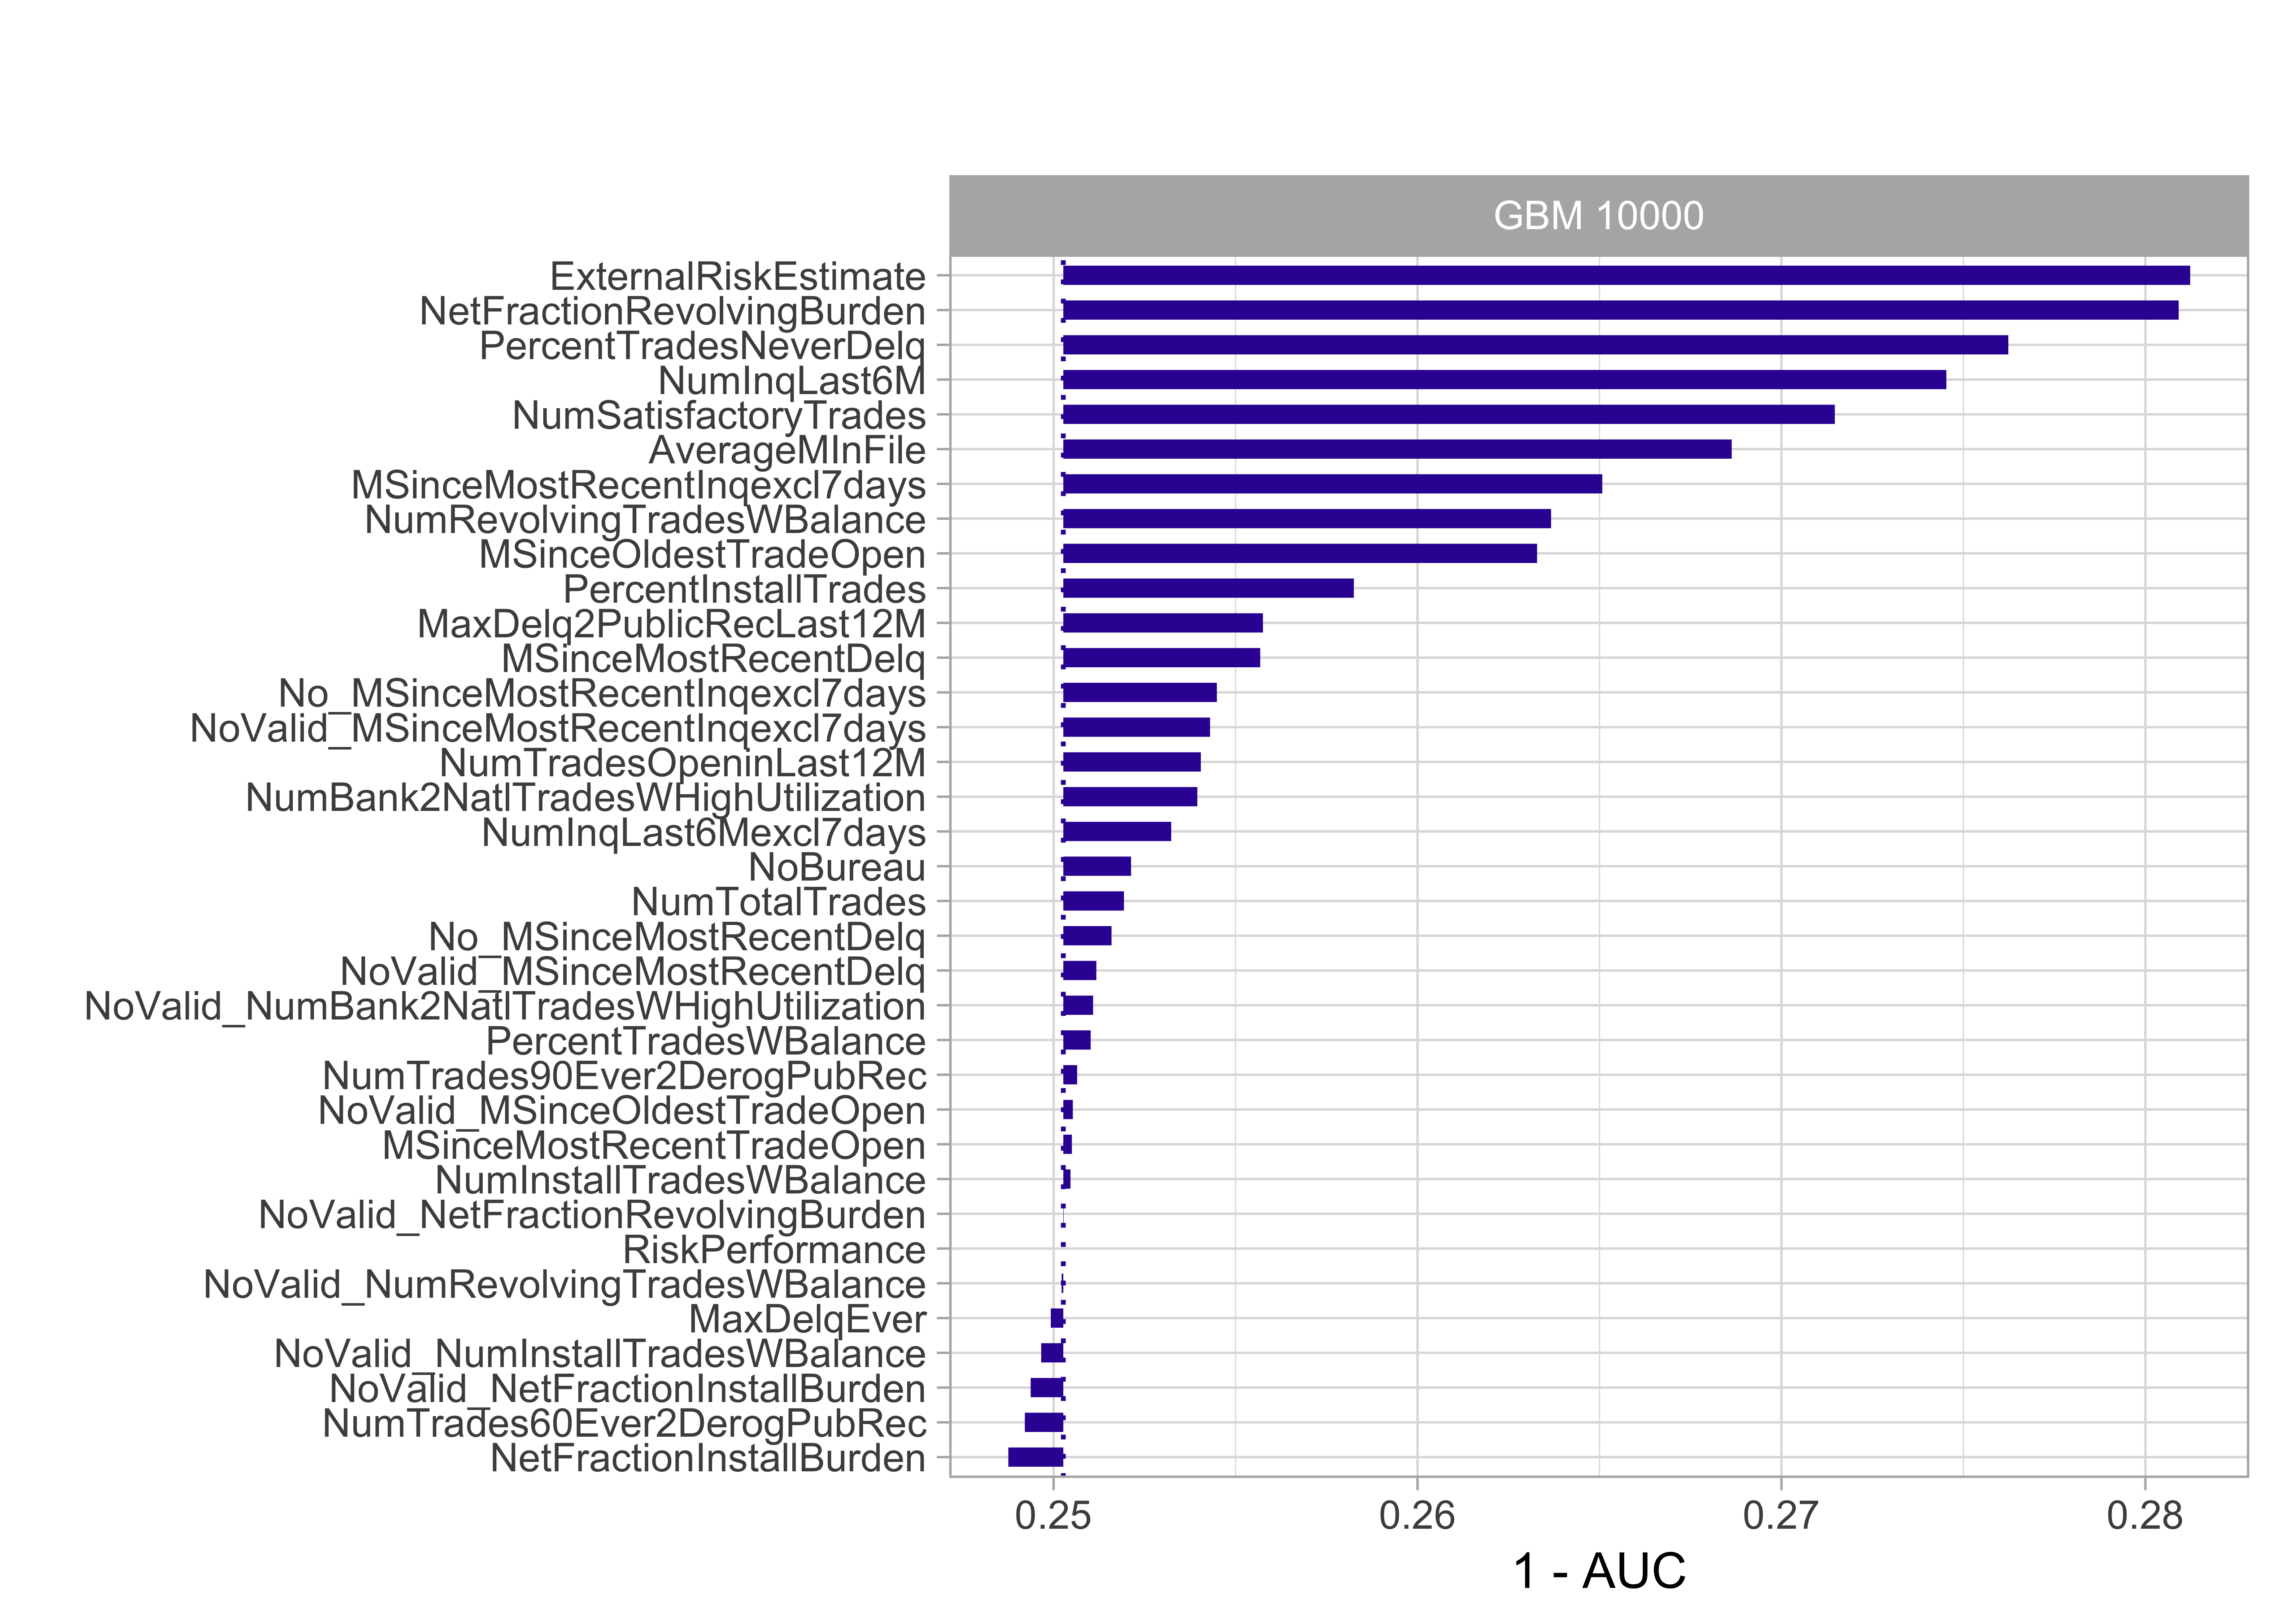 GBM 10000
ExternalRiskEstimate
NetFractionRevolvingBurden
PercentTradesNeverDelq
NumInqLast6M
NumSatisfactoryTrades
AverageMInFile
MSinceMostRecentInqexcl7days
NumRevolvingTradesWBalance
MSinceOldestTradeOpen
PercentInstallTrades
MaxDelq2PublicRecLast12M
MSinceMostRecentDelq
No_MSinceMostRecentInqexcl7days
NoValid_MSinceMostRecentInqexcl7days
NumTradesOpeninLast12M
NumBank2NatlTradesWHighUtilization
NumInqLast6Mexcl7days
NoBureau
NumTotalTrades
No_MSinceMostRecentDelq
NoValid_MSinceMostRecentDelq
NoValid_NumBank2NatlTradesWHighUtilization
PercentTradesWBalance
NumTrades90Ever2DerogPubRec
NoValid_MSinceOldestTradeOpen
MSinceMostRecentTradeOpen
NumInstallTradesWBalance
NoValid_NetFractionRevolvingBurden
RiskPerformance
NoValid_NumRevolvingTradesWBalance
MaxDelqEver
NoValid_NumInstallTradesWBalance
NoValid_NetFractionInstallBurden
NumTrades60Ever2DerogPubRec
NetFractionInstallBurden
0.25 0.26 0.27 0.28
1 - AUC